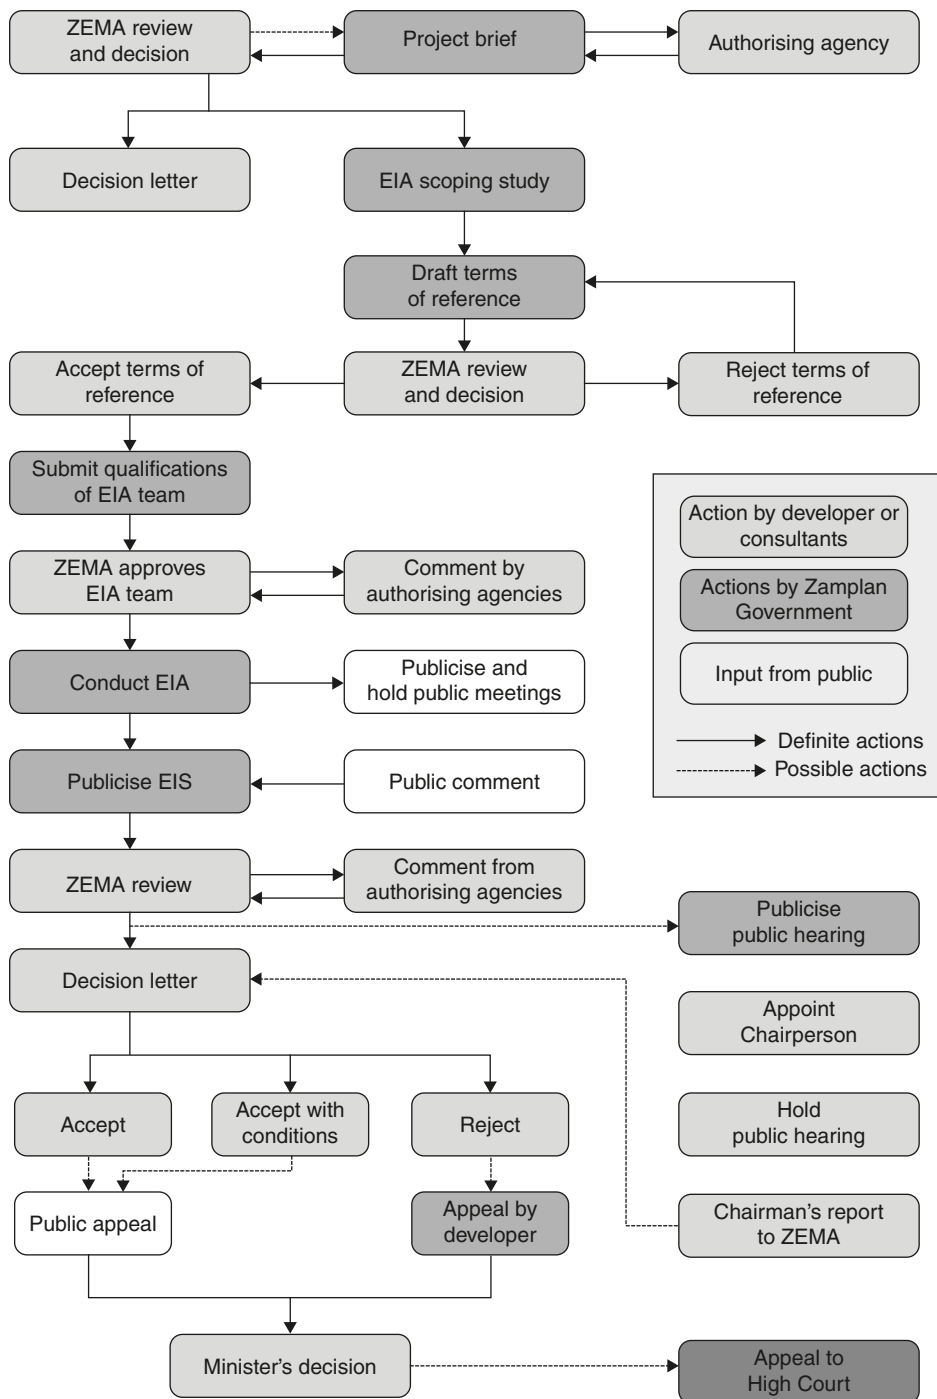 ZEMA review
and decision
Project brief
Authorising agency
Decision letter
EIA scoping study
Draft terms
of reference
Accept terms of
reference
ZEMA review
and decision
Reject terms of
reference
Submit qualifications
of EIA team
ZEMA approves
EIA team
Comment by
authorising agencies
Conduct EIA
Publicise and
hold public meetings
Publicise EIS
Public comment
ZEMA review
Comment from
authorising agencies
Action by developer or
consultants
Actions by Zamplan
Government
Input from public
Definite actions
Possible actions
Publicise
public hearing
Decision letter
Appoint
Chairperson
Accept
Accept with
conditions
Reject
Hold
public hearing
Public appeal
Appeal by
developer
Chairman's report
to ZEMA
Minister's decision
Appeal to
High Court